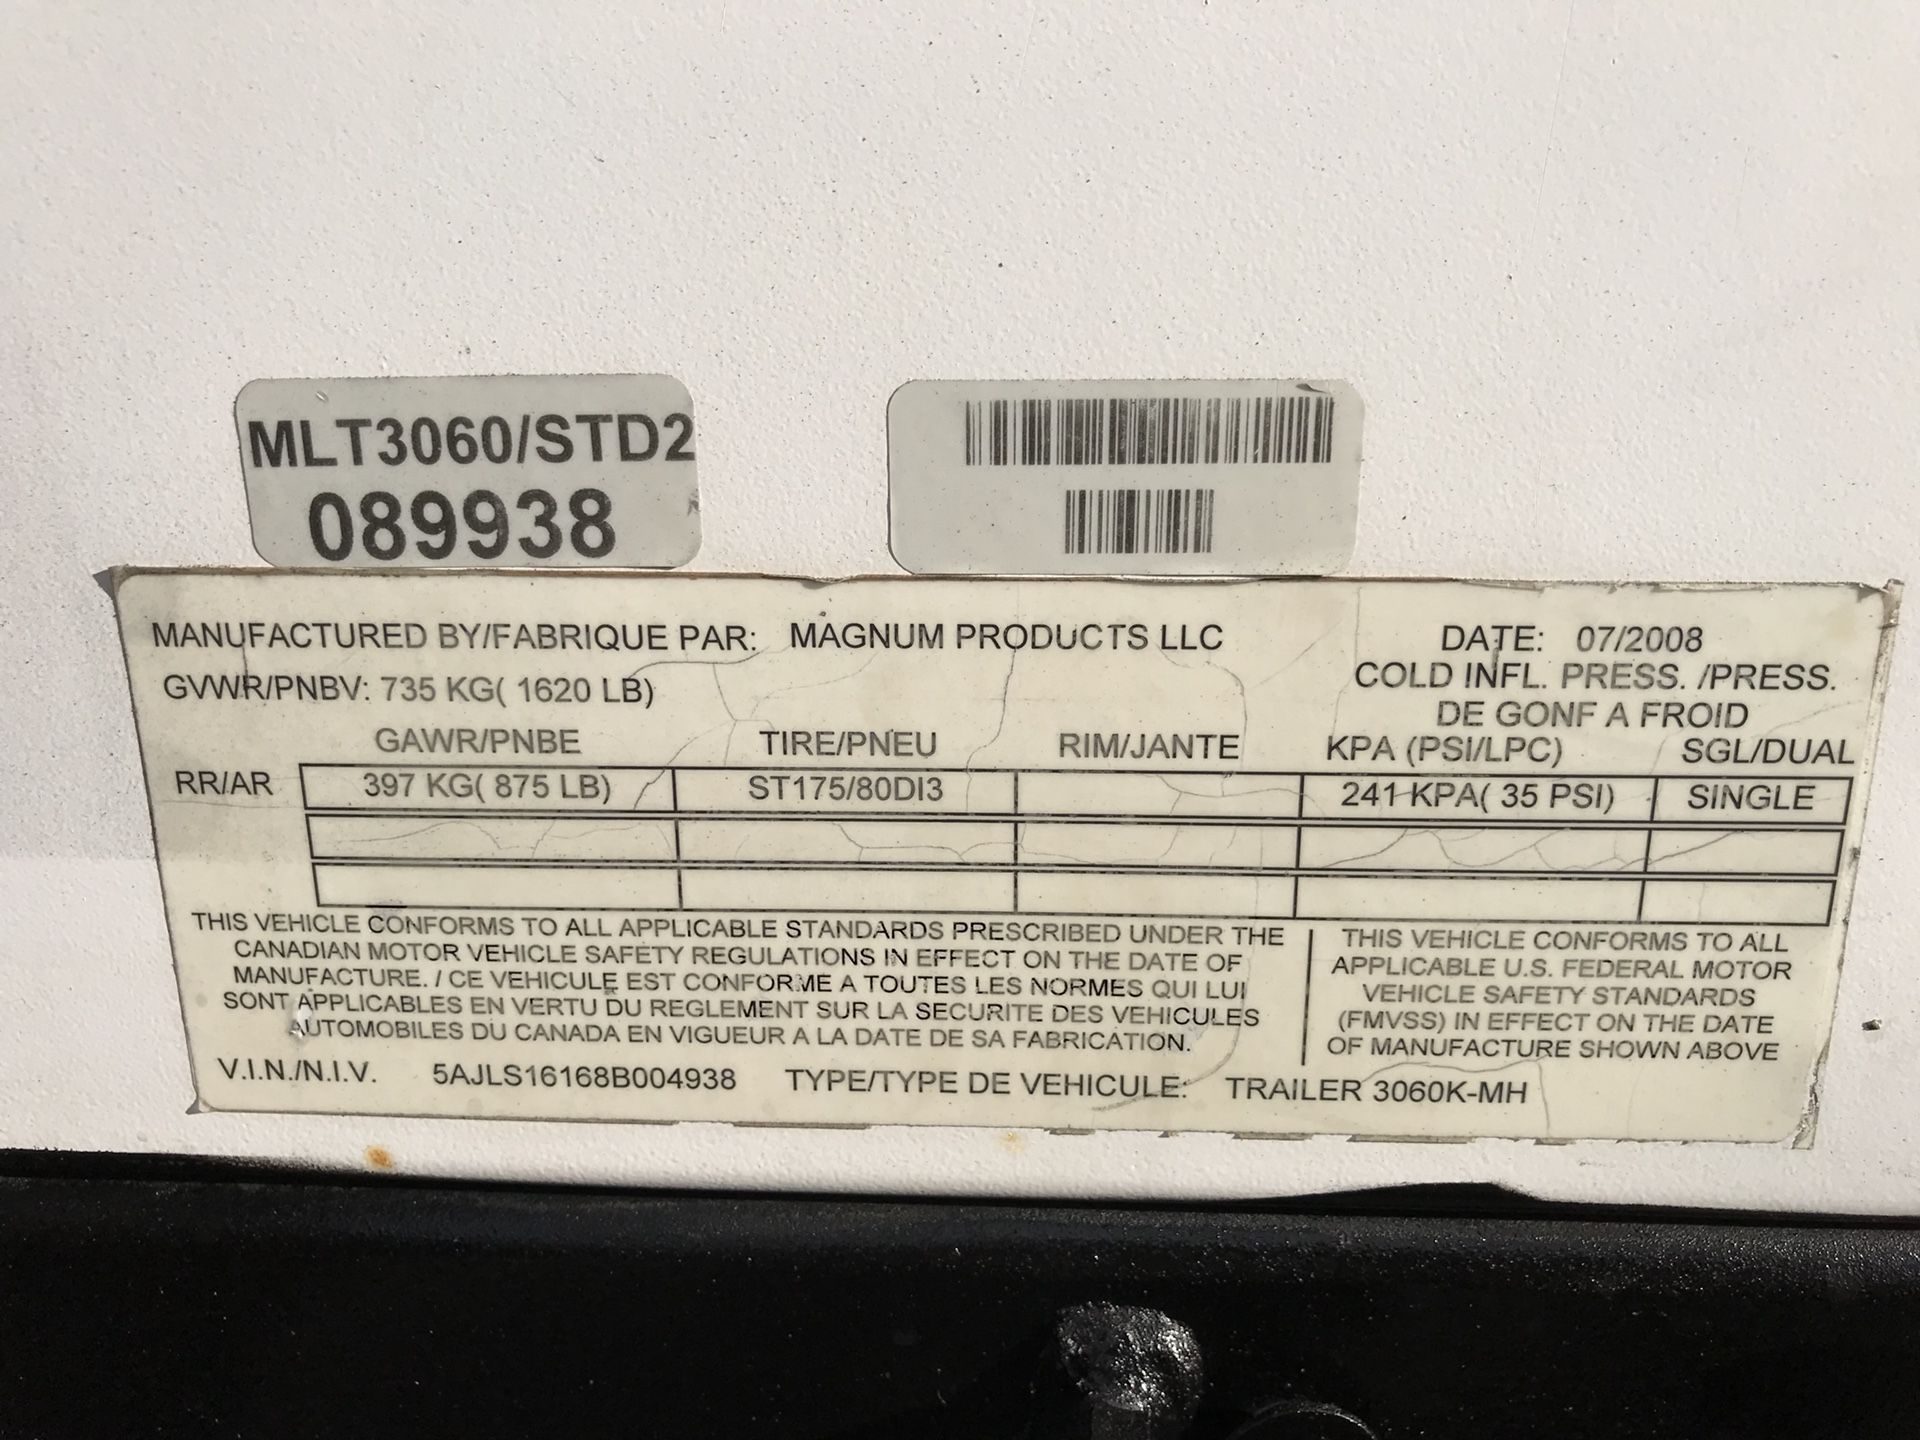 MLT3060/STD2
089938
MANUFACTURED BY/FABRIQUE PAR: MAGNUM PRODUCTS LLC DATE: 07/2008
GVWR/PNBV: 735 KG( 1620 LB) COLD INFL. PRESS. /PRESS.
DE GONF A FROID
GAWR/PNBE TIRE/PNEU RIM/JANTE KPA (PSI/LPC) SGL/DUAL
RR/AR 397 KG( 875 LB) ST175/80DI3 241 KPA( 35 PSI) SINGLE
THIS VEHICLE CONFORMS TO ALL APPLICABLE STANDARDS PRESCRIBED UNDER THE
CANADIAN MOTOR VEHICLE SAFETY REGULATIONS IN EFFECT ON THE DATE OF
MANUFACTURE. / CE VEHICULE EST CONFORME A TOUTES LES NORMES QUI LUI
SONT APPLICABLES EN VERTU DU REGLEMENT SUR LA SECURITE DES VEHICULES
AUTOMOBILES DU CANADA EN VIGUEUR A LA DATE DE SA FABRICATION.
THIS VEHICLE CONFORMS TO ALL
APPLICABLE U.S. FEDERAL MOTOR
VEHICLE SAFETY STANDARDS
(FMVSS) IN EFFECT ON THE DATE
OF MANUFACTURE SHOWN ABOVE
V.I.N./N.I.V. 5AJLS16168B004938 TYPE/TYPE DE VEHICULE: TRAILER 3060K-MH